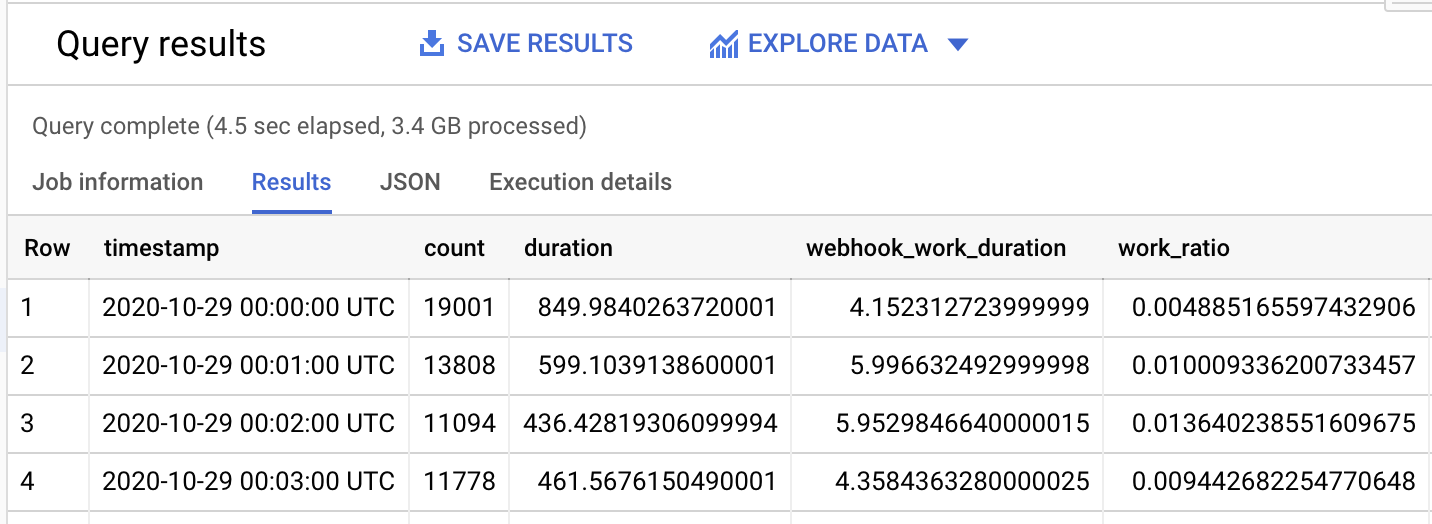 Query results SAVE RESULTS EXPLORE DATA
Query complete (4.5 sec elapsed, 3.4 GB processed)
Job information Results JSON Execution details
Row timestamp count duration webhook_work_duration work_ratio
1 2020-10-29 00:00:00 UTC 19001 849.9840263720001 4.152312723999999 0.004885165597432906
2 2020-10-29 00:01:00 UTC 13808 599.1039138600001 5.996632492999998 0.010009336200733457
3 2020-10-29 00:02:00 UTC 11094 436.42819306099994 5.9529846640000015 0.013640238551609675
4 2020-10-29 00:03:00 UTC 11778 461.5676150490001 4.3584363280000025 0.009442682254770648